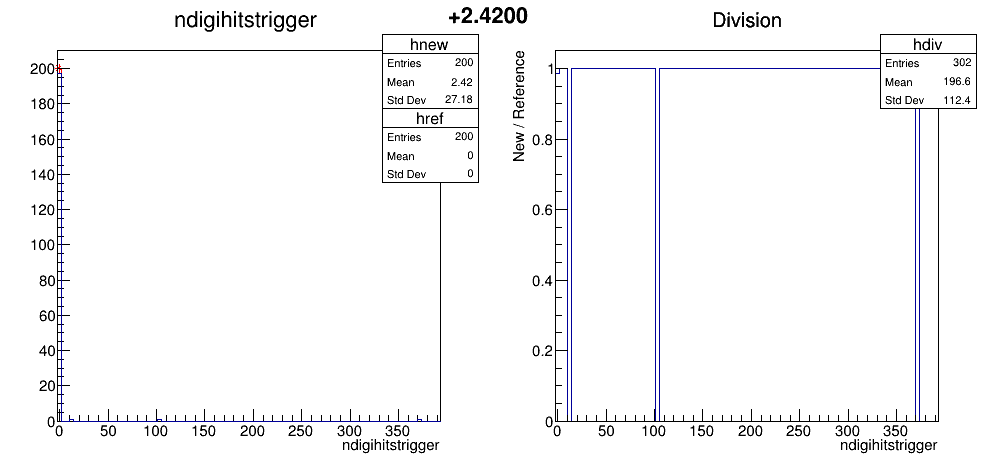 ndigihitstrigger
+2.4200
Division
hnew
Entries 200
Mean 2.42
Std Dev 27.18
href
Entries 200
Mean 0
Std Dev 0
200
180
160
140
120
100
80
60
40
20
0
0 50 100 150 200 250 300 350
ndigihitstrigger
hdiv
Entries 302
Mean 196.6
Std Dev 112.4
New / Reference
1
0.8
0.6
0.4
0.2
0
0 50 100 150 200 250 300 350
ndigihitstrigger